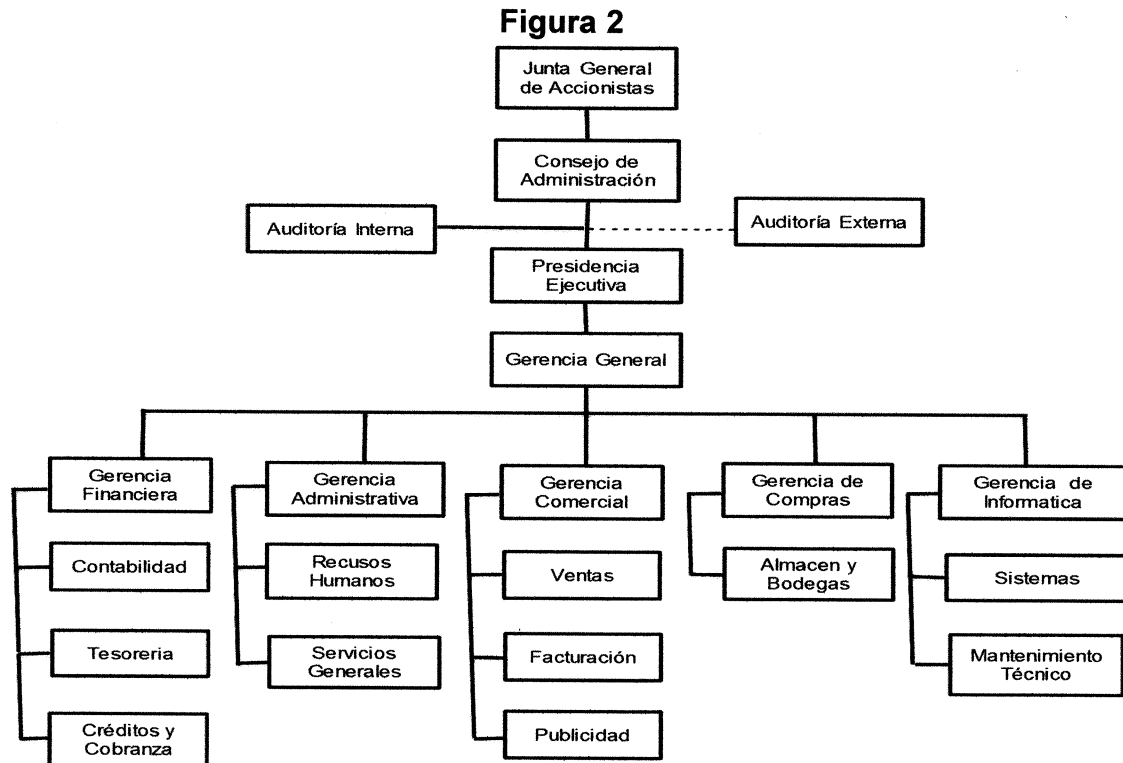 Figura 2
Junta General
de Accionistas
Consejo de
Administración
Auditoría Interna
Auditoría Externa
Presidencia
Ejecutiva
Gerencia General
Gerencia
Financiera
Gerencia
Administrativa
Gerencia
Comercial
Gerencia de
Compras
Gerencia de
Informatica
Contabilidad
Recusos
Humanos
Ventas
Almacen y
Bodegas
Sistemas
Tesoreria
Servicios
Generales
Facturación
Mantenimiento
Técnico
Créditos y
Cobranza
Publicidad